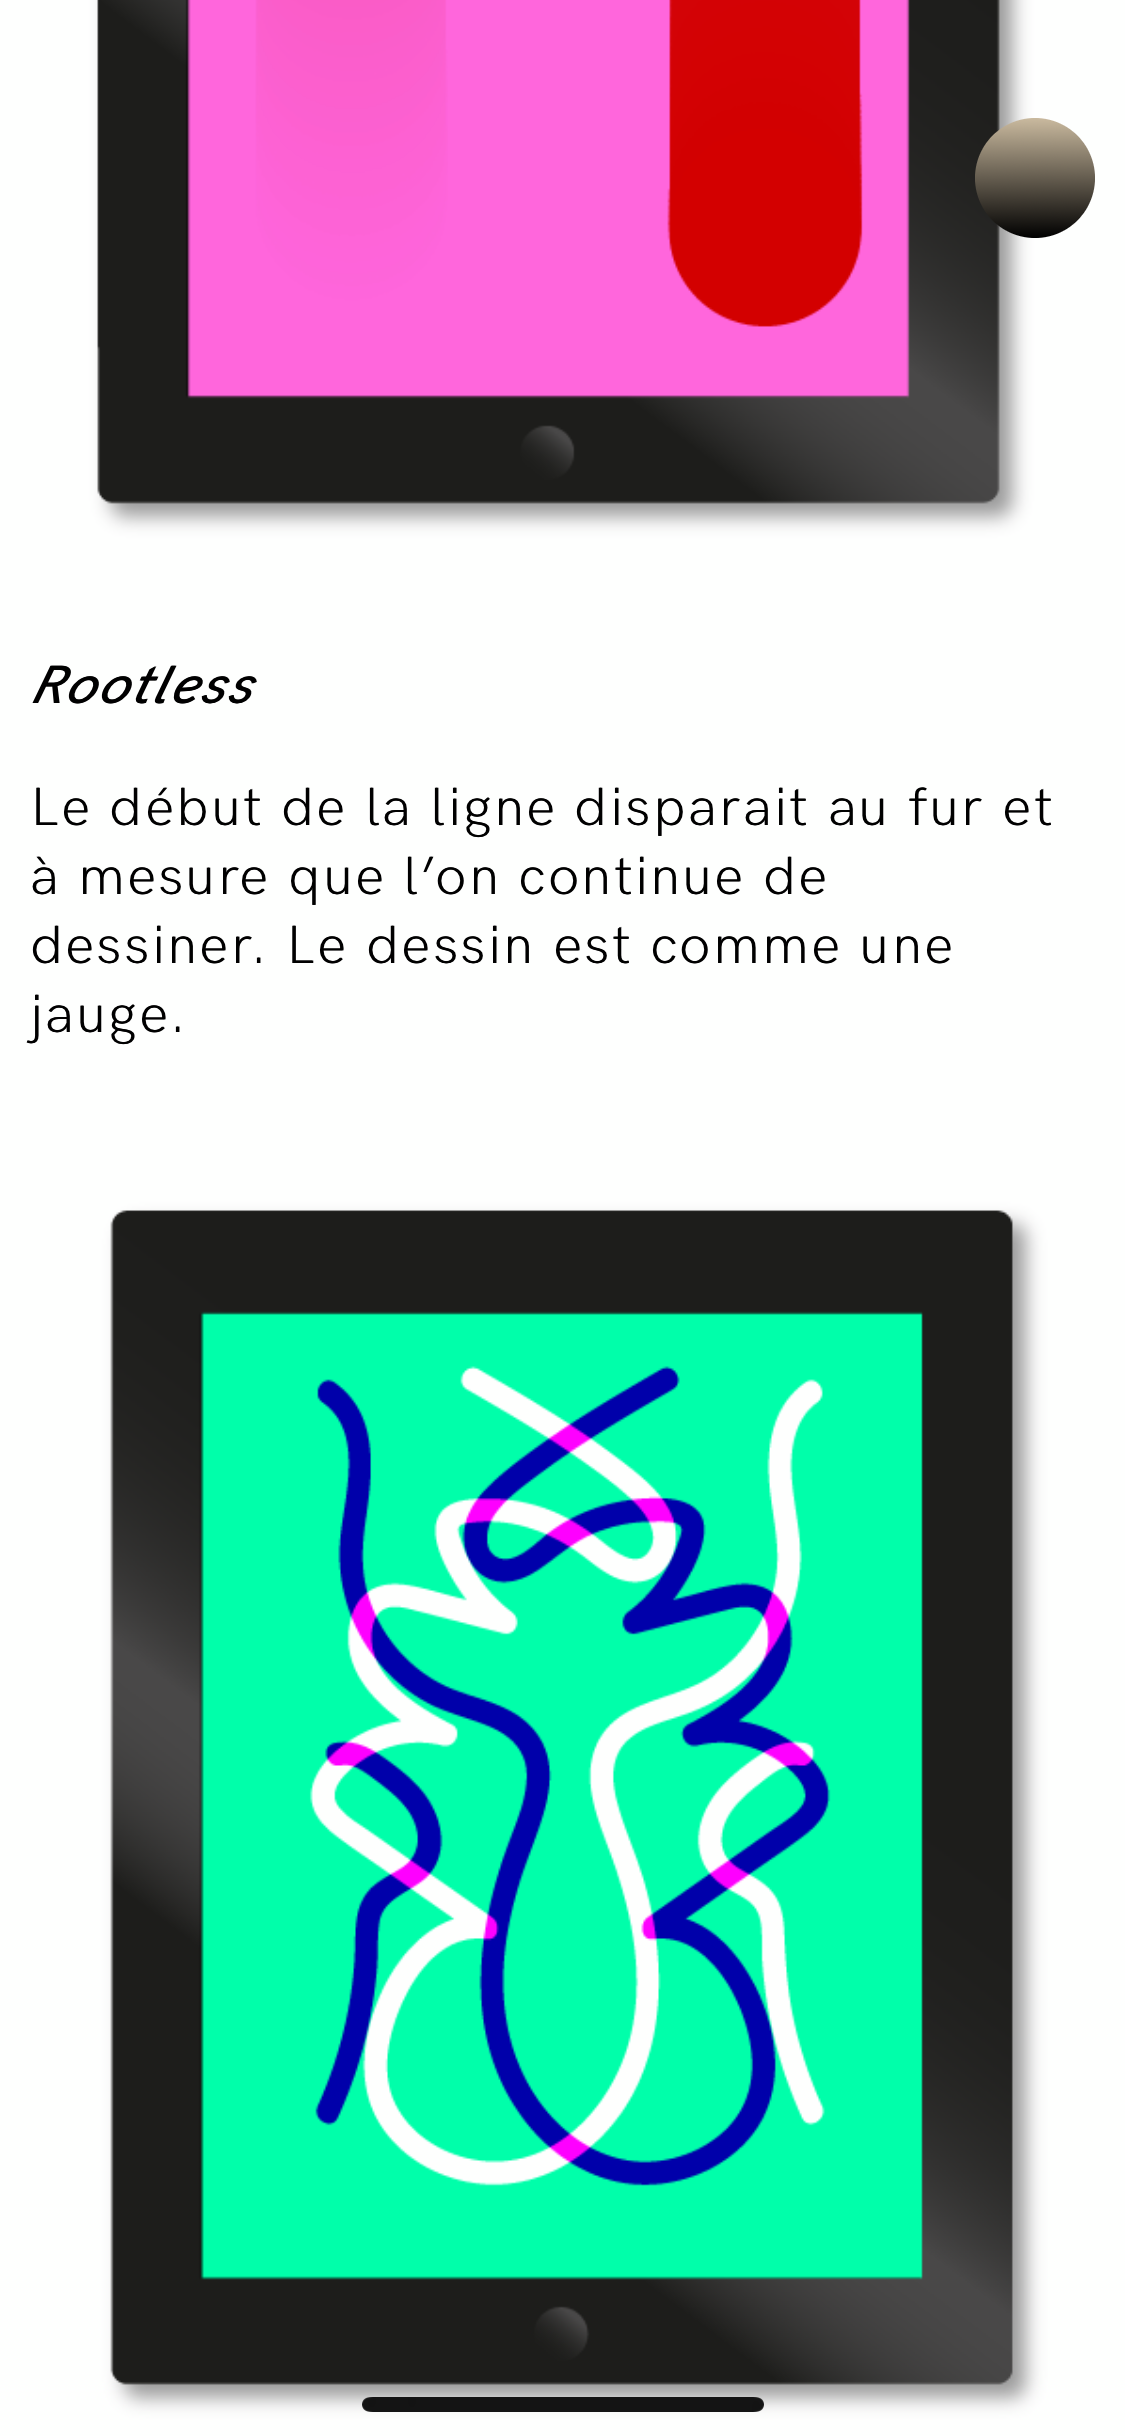 Rootless
Le début de la ligne disparait au fur et
à mesure que l’on continue de
dessiner. Le dessin est comme une
jauge.